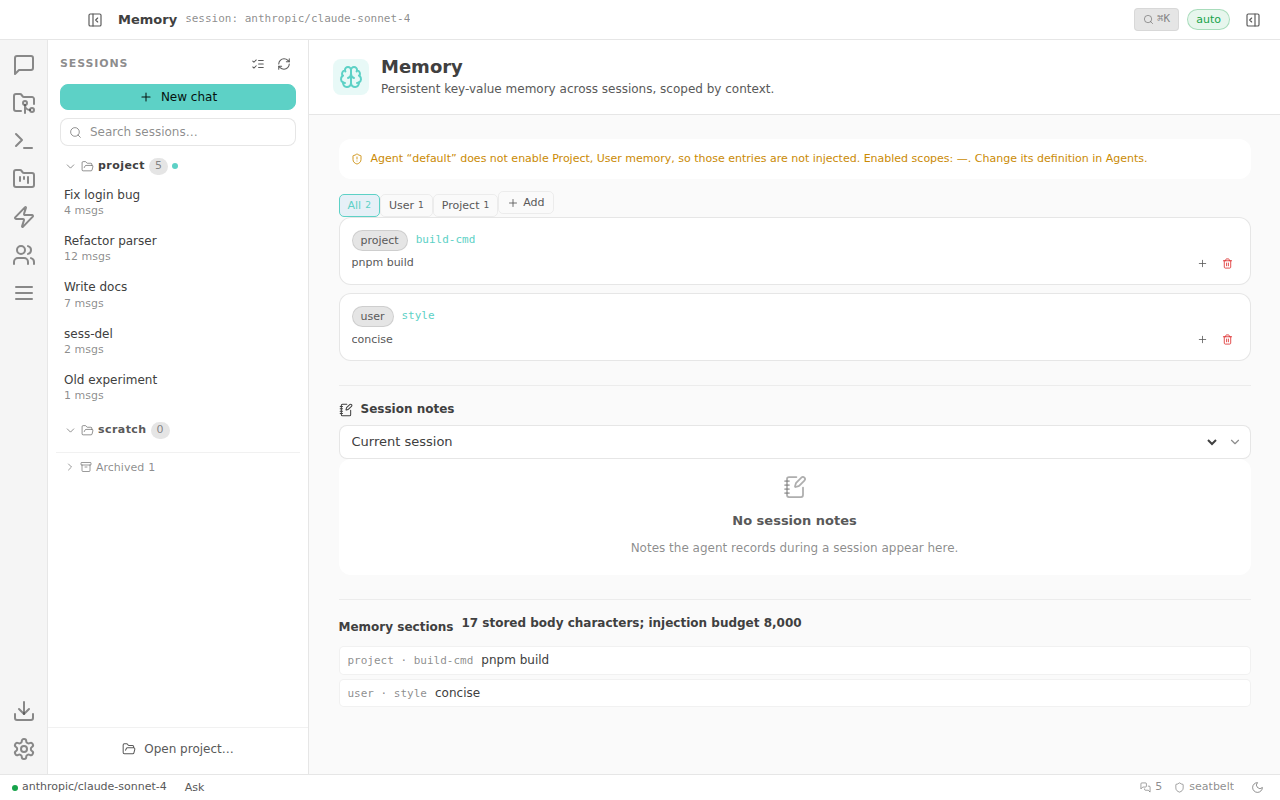 Memory session: anthropic/claude-sonnet-4
⌘K
auto
SESSIONS
New chat
Search sessions…
project 5
Fix login bug
4 msgs
Refactor parser
12 msgs
Write docs
7 msgs
sess-del
2 msgs
Old experiment
1 msgs
scratch 0
Archived 1
Open project…
Memory
Persistent key-value memory across sessions, scoped by context.
Agent “default” does not enable Project, User memory, so those entries are not injected. Enabled scopes: —. Change its definition in Agents.
All 2 User 1 Project 1 Add
project build-cmd
pnpm build
user style
concise
Session notes
Current session
No session notes
Notes the agent records during a session appear here.
Memory sections 17 stored body characters; injection budget 8,000
project · build-cmd pnpm build
user · style concise
anthropic/claude-sonnet-4 Ask
5 seatbelt